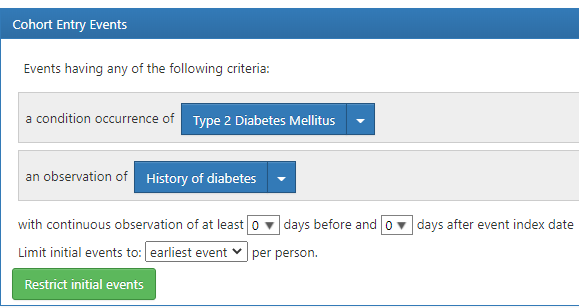 Cohort Entry Events
Events having any of the following criteria:
a condition occurrence of Type 2 Diabetes Mellitus
an observation of History of diabetes
with continuous observation of at least 0 days before and 0 days after event index date
Limit initial events to: earliest event per person.
Restrict initial events